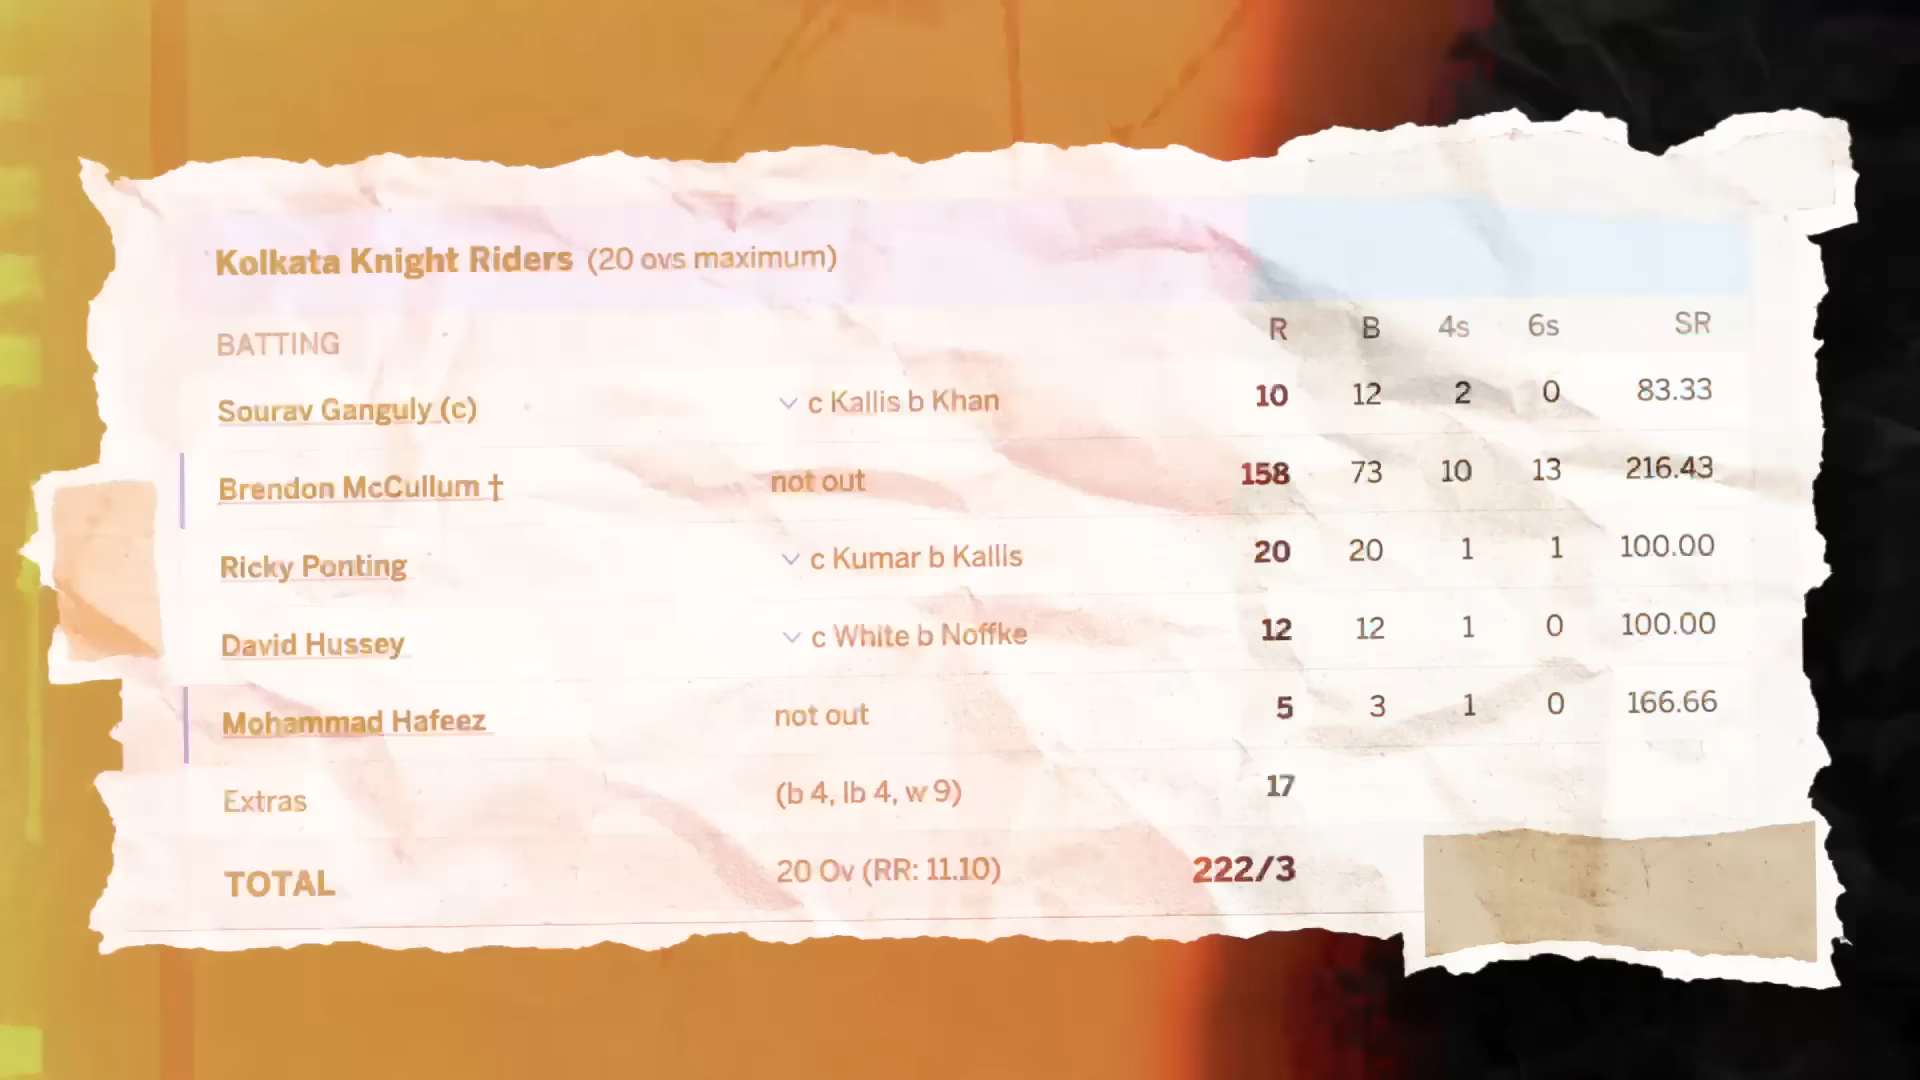 Kolkata Knight Riders (20 ovs maximum)
BATTING R B 4s 6s SR
Sourav Ganguly (c) c Kallis b Khan 10 12 2 0 83.33
Brendon McCullum † not out 158 73 10 13 216.43
Ricky Ponting c Kumar b Kallis 20 20 1 1 100.00
David Hussey c White b Noffke 12 12 1 0 100.00
Mohammad Hafeez not out 5 3 1 0 166.66
Extras (b 4, lb 4, w 9) 17
TOTAL 20 Ov (RR: 11.10) 222/3